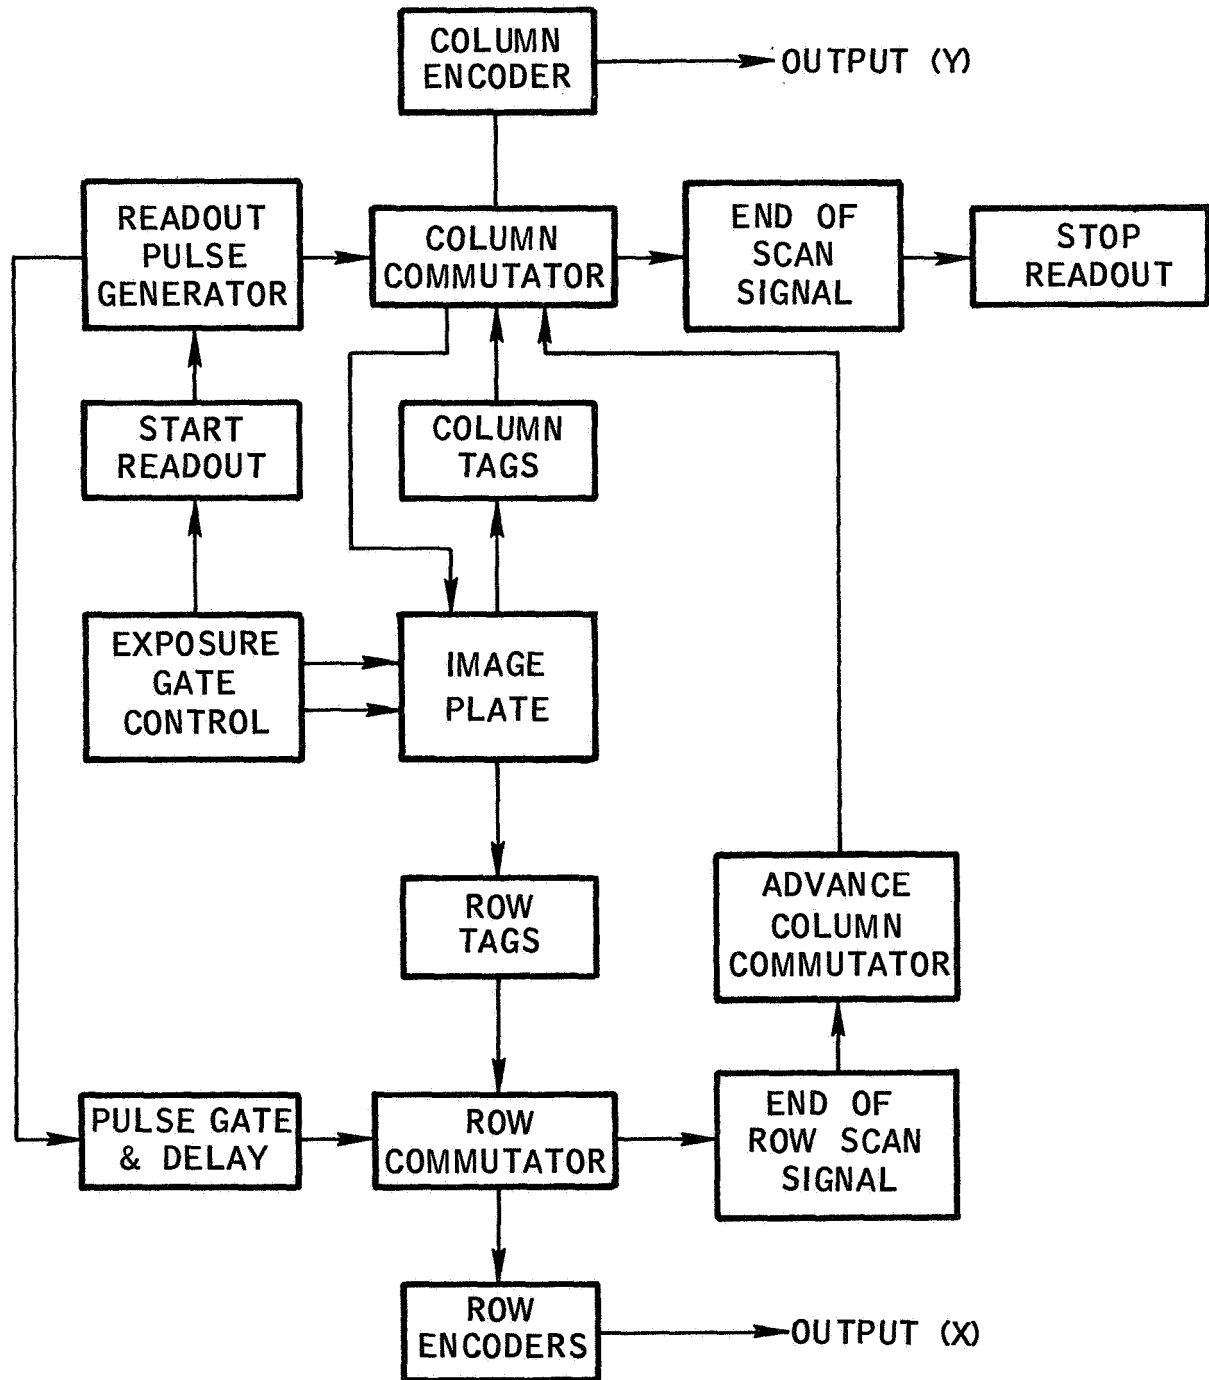 COLUMN
ENCODER
OUTPUT (Y)
READOUT
PULSE
GENERATOR
COLUMN
COMMUTATOR
END OF
SCAN
SIGNAL
STOP
READOUT
START
READOUT
COLUMN
TAGS
EXPOSURE
GATE
CONTROL
IMAGE
PLATE
ROW
TAGS
ADVANCE
COLUMN
COMMUTATOR
PULSE GATE
& DELAY
ROW
COMMUTATOR
END OF
ROW SCAN
SIGNAL
ROW
ENCODERS
OUTPUT (X)